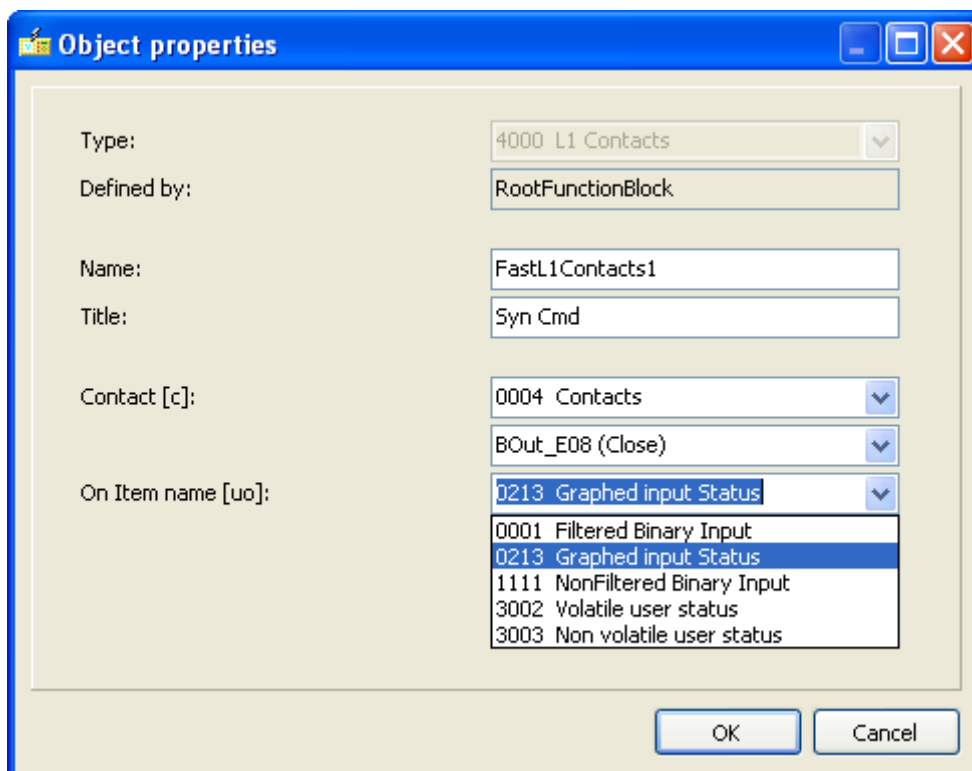 Object properties
Type: 4000 L1 Contacts
Defined by: RootFunctionBlock
Name: FastL1Contacts1
Title: Syn Cmd
Contact [c]: 0004 Contacts
BOut_E08 (Close)
On Item name [uo]: 0213 Graphed input Status
0001 Filtered Binary Input
0213 Graphed input Status
1111 NonFiltered Binary Input
3002 Volatile user status
3003 Non volatile user status
OK Cancel